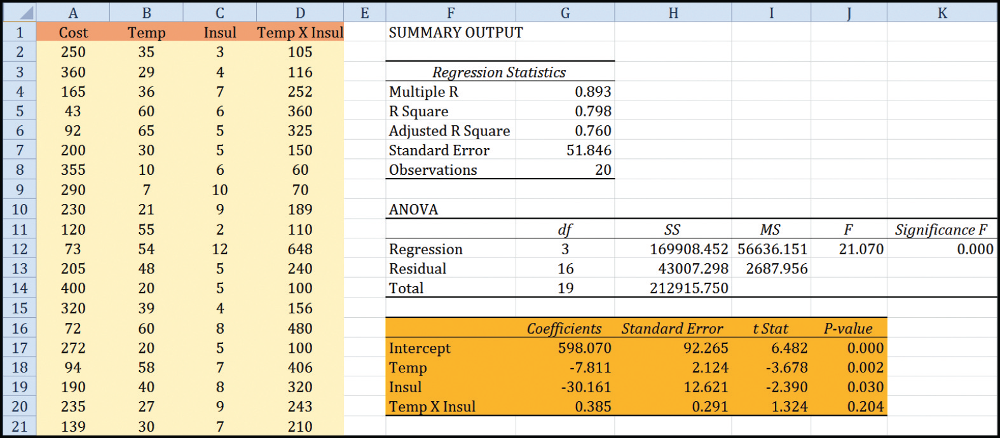 A B C D E F G H I J K
1 Cost Temp Insul Temp X Insul SUMMARY OUTPUT
2 250 35 3 105
3 360 29 4 116 Regression Statistics
4 165 36 7 252 Multiple R 0.893
5 43 60 6 360 R Square 0.798
6 92 65 5 325 Adjusted R Square 0.760
7 200 30 5 150 Standard Error 51.846
8 355 10 6 60 Observations 20
9 290 7 10 70
10 230 21 9 189 ANOVA
11 120 55 2 110 df SS MS F Significance F
12 73 54 12 648 Regression 3 169908.452 56636.151 21.070 0.000
13 205 48 5 240 Residual 16 43007.298 2687.956
14 400 20 5 100 Total 19 212915.750
15 320 39 4 156
16 72 60 8 480 Coefficients Standard Error t Stat P-value
17 272 20 5 100 Intercept 598.070 92.265 6.482 0.000
18 94 58 7 406 Temp -7.811 2.124 -3.678 0.002
19 190 40 8 320 Insul -30.161 12.621 -2.390 0.030
20 235 27 9 243 Temp X Insul 0.385 0.291 1.324 0.204
21 139 30 7 210